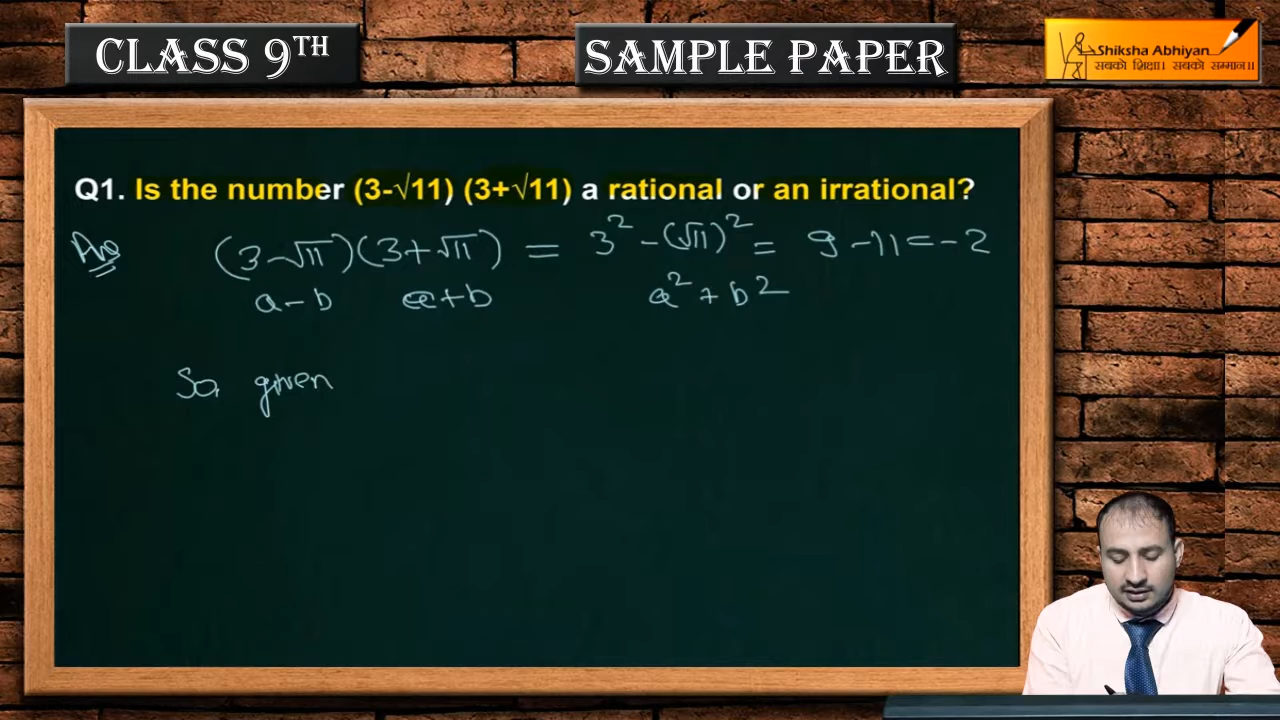 CLASS 9TH
SAMPLE PAPER
Shiksha Abhiyan
सबको शिक्षा। सबको सम्मान।।
Q1. Is the number (3-√11) (3+√11) a rational or an irrational?
Ans (3-√11)(3+√11) = 3² - (√11)² = 9 - 11 = -2
a - b a + b a² + b²
So, given